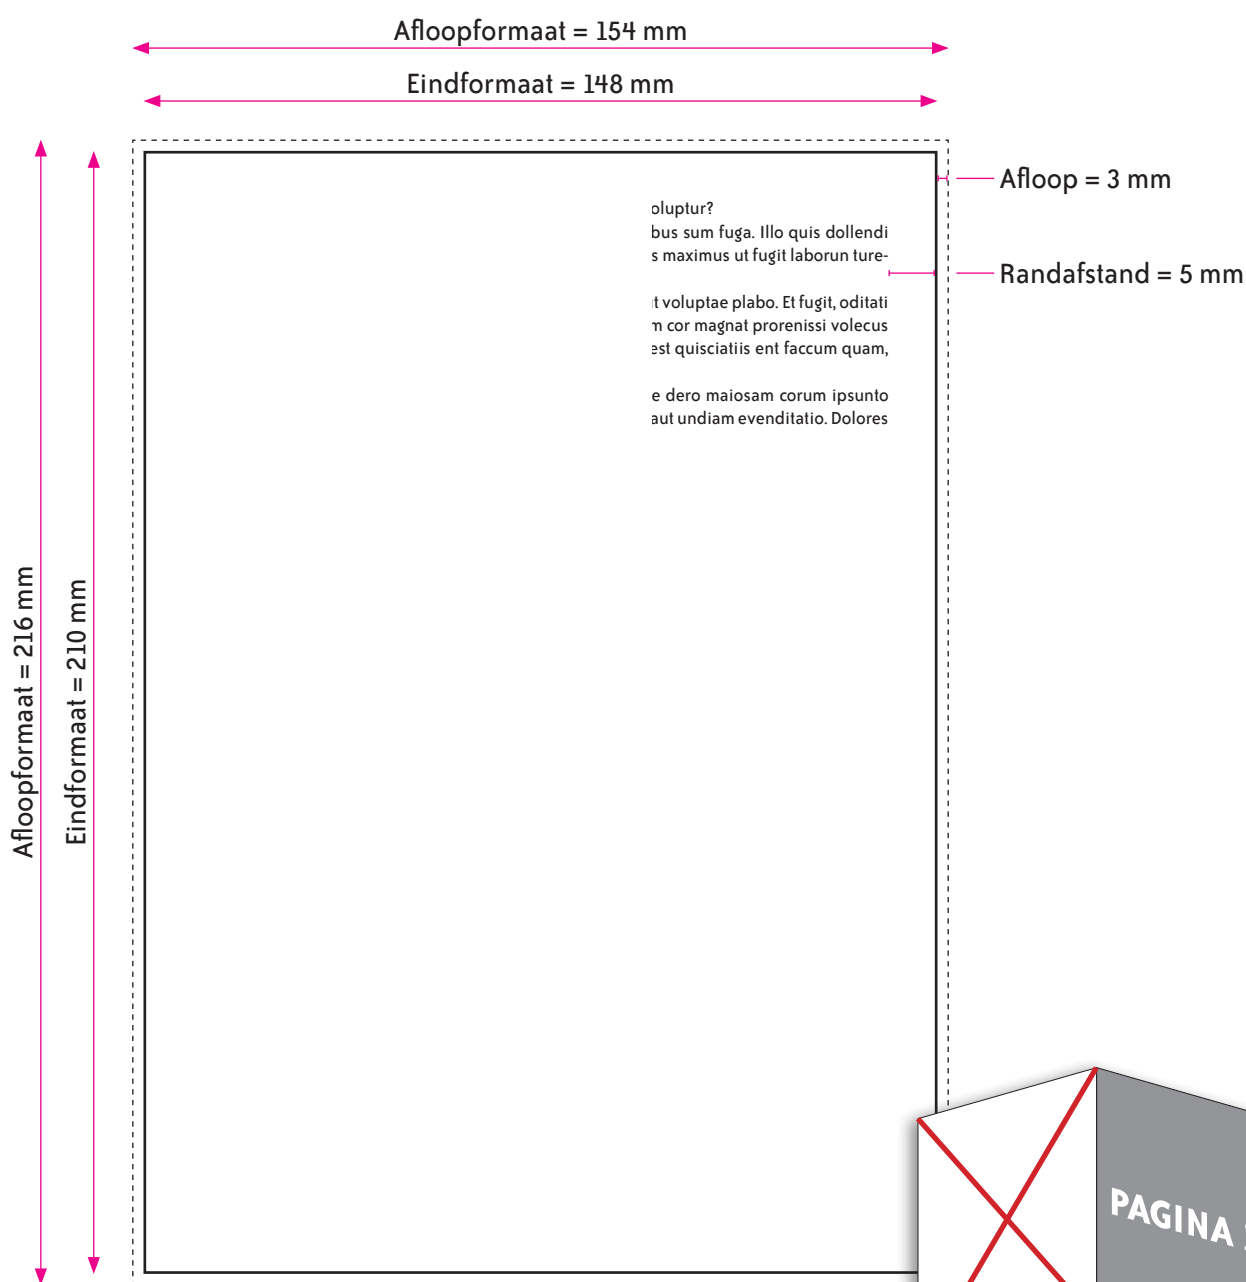 Afloopformaat = 154 mm
Eindformaat = 148 mm
Afloop = 3 mm
oluptur?
bus sum fuga. Illo quis dollendi
s maximus ut fugit laborun ture-
Randafstand = 5 mm
t voluptae plabo. Et fugit, oditati
m cor magnat prorenissi volecus
est quisciatiis ent faccum quam,
e dero maiosam corum ipsunto
aut undiam evenditatio. Dolores
Afloopformaat = 216 mm
Eindformaat = 210 mm
PAGINA